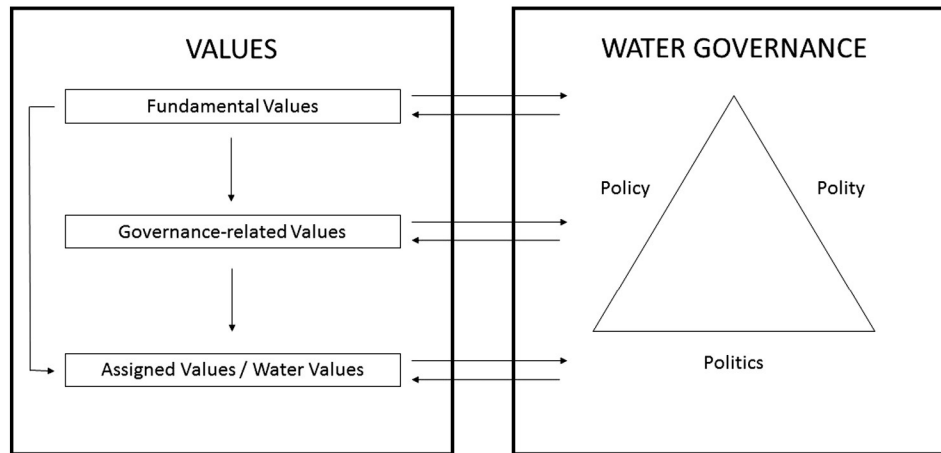 VALUES
Fundamental Values
Governance-related Values
Assigned Values / Water Values
WATER GOVERNANCE
Policy
Polity
Politics